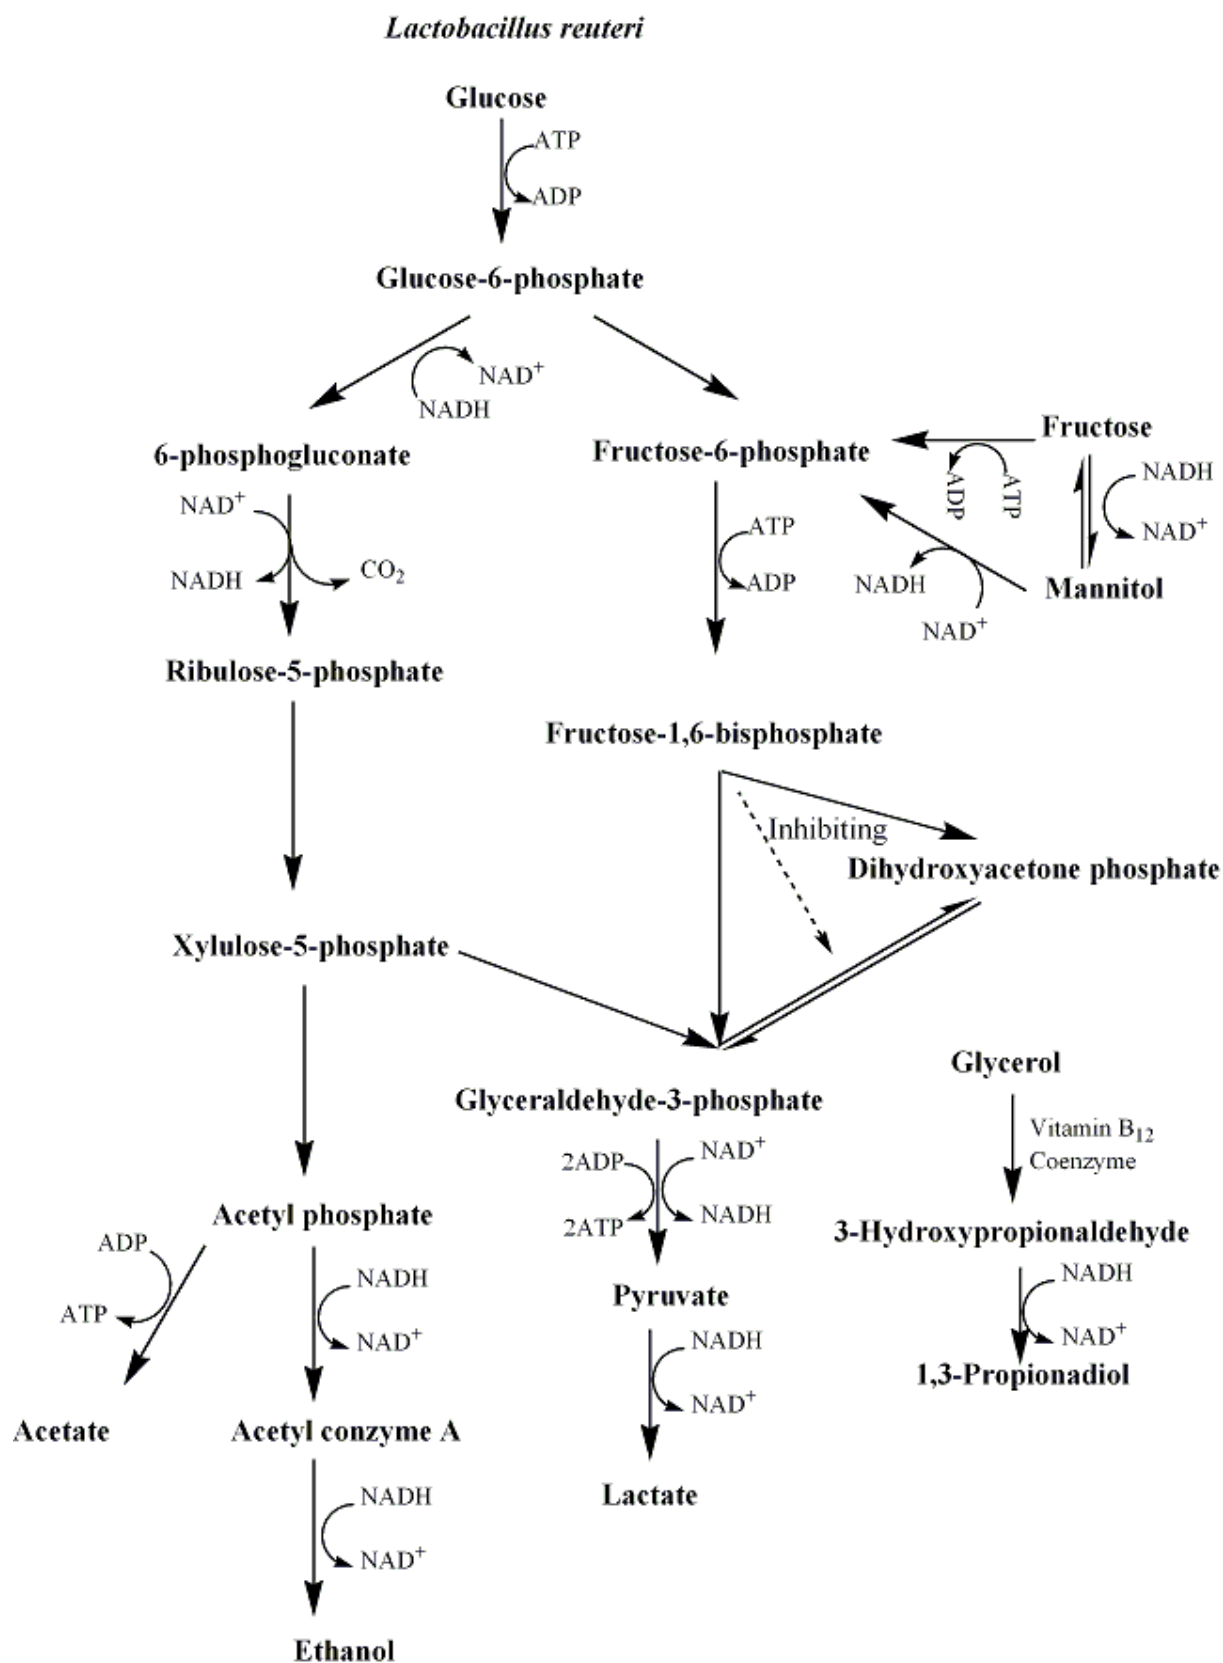 Lactobacillus reuteri
Glucose
ATP
ADP
Glucose-6-phosphate
NAD⁺
NADH
6-phosphogluconate
Fructose-6-phosphate
Fructose
ADP
ATP
NADH
NAD⁺
NAD⁺
NADH
CO₂
ATP
ADP
NADH
NAD⁺
Mannitol
Ribulose-5-phosphate
Fructose-1,6-bisphosphate
Inhibiting
Dihydroxyacetone phosphate
Xylulose-5-phosphate
Glyceraldehyde-3-phosphate
Glycerol
Vitamin B₁₂
Coenzyme
2ADP
NAD⁺
2ATP
NADH
Acetyl phosphate
3-Hydroxypropionaldehyde
ADP
ATP
NADH
NAD⁺
Pyruvate
NADH
NAD⁺
NADH
NAD⁺
1,3-Propionadiol
Acetate
Acetyl conzyme A
Lactate
NADH
NAD⁺
Ethanol